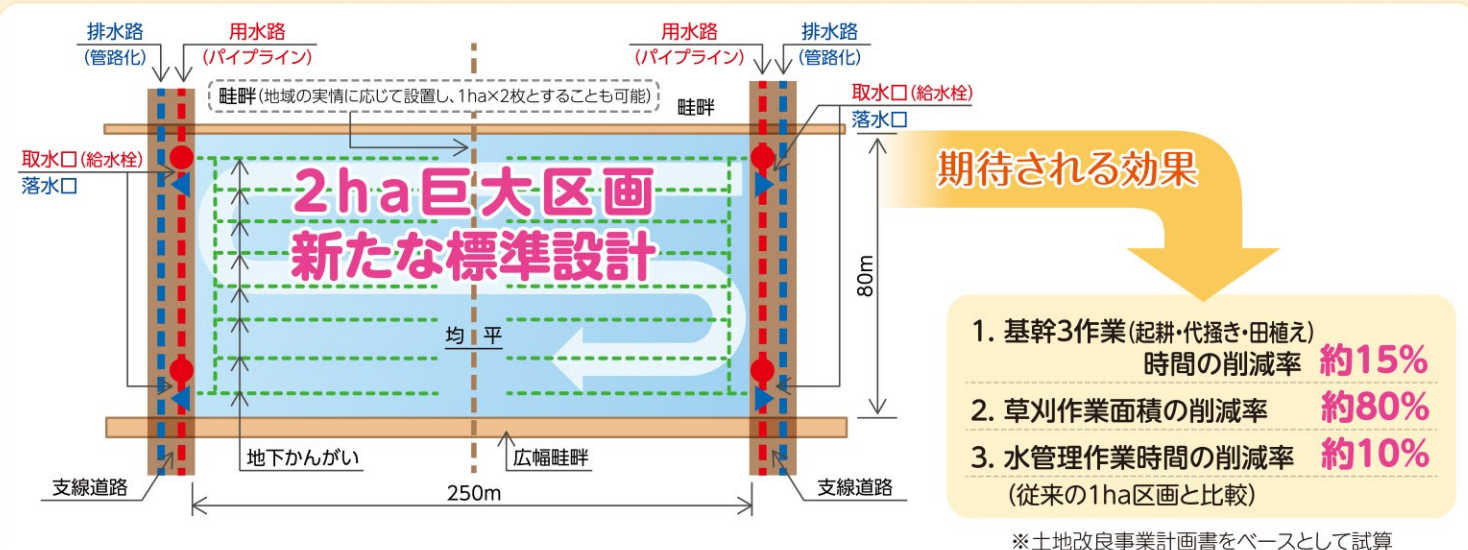 排水路
(管路化)
用水路
(パイプライン)
用水路
(パイプライン)
排水路
(管路化)
畦畔(地域の実情に応じて設置し、1ha×2枚とすることも可能)
畦畔
取水口(給水栓)
落水口
取水口(給水栓)
落水口
2ha巨大区画
新たな標準設計
均平
80m
地下かんがい
広幅畦畔
支線道路
250m
支線道路
期待される効果
1. 基幹3作業(起耕・代掻き・田植え)
時間の削減率 約15%
2. 草刈作業面積の削減率 約80%
3. 水管理作業時間の削減率 約10%
(従来の1ha区画と比較)
※土地改良事業計画書をベースとして試算